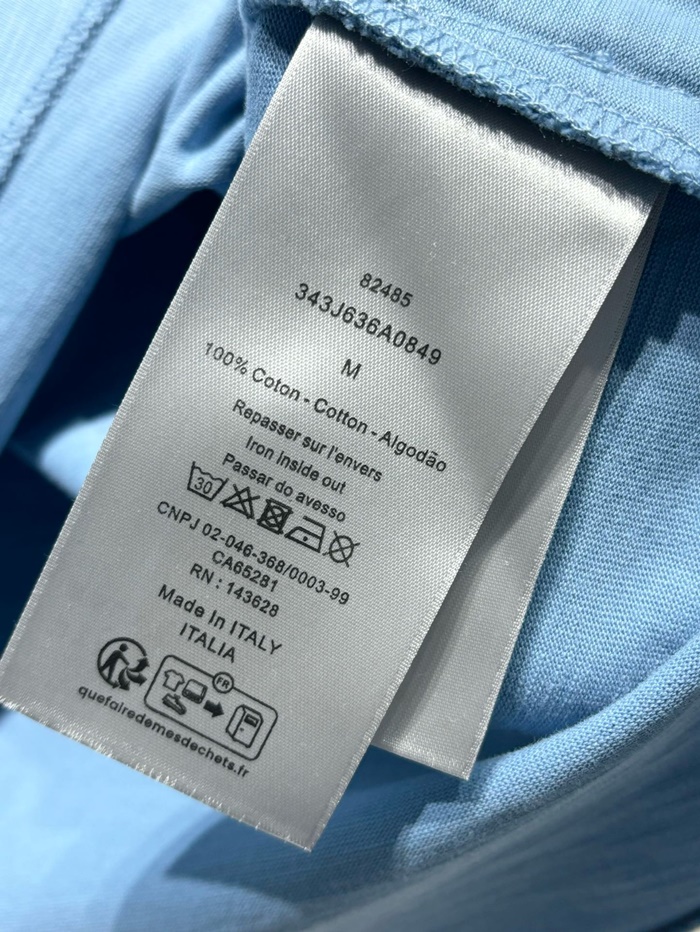 82485
343J636A0849
M
100% Coton - Cotton - Algodão
Repasser sur l'envers
Iron inside out
Passar do avesso
30
CNPJ 02-046-368/0003-99
CA65281
RN : 143628
Made In ITALY
ITALIA
FR
quefairedemesdechets.fr